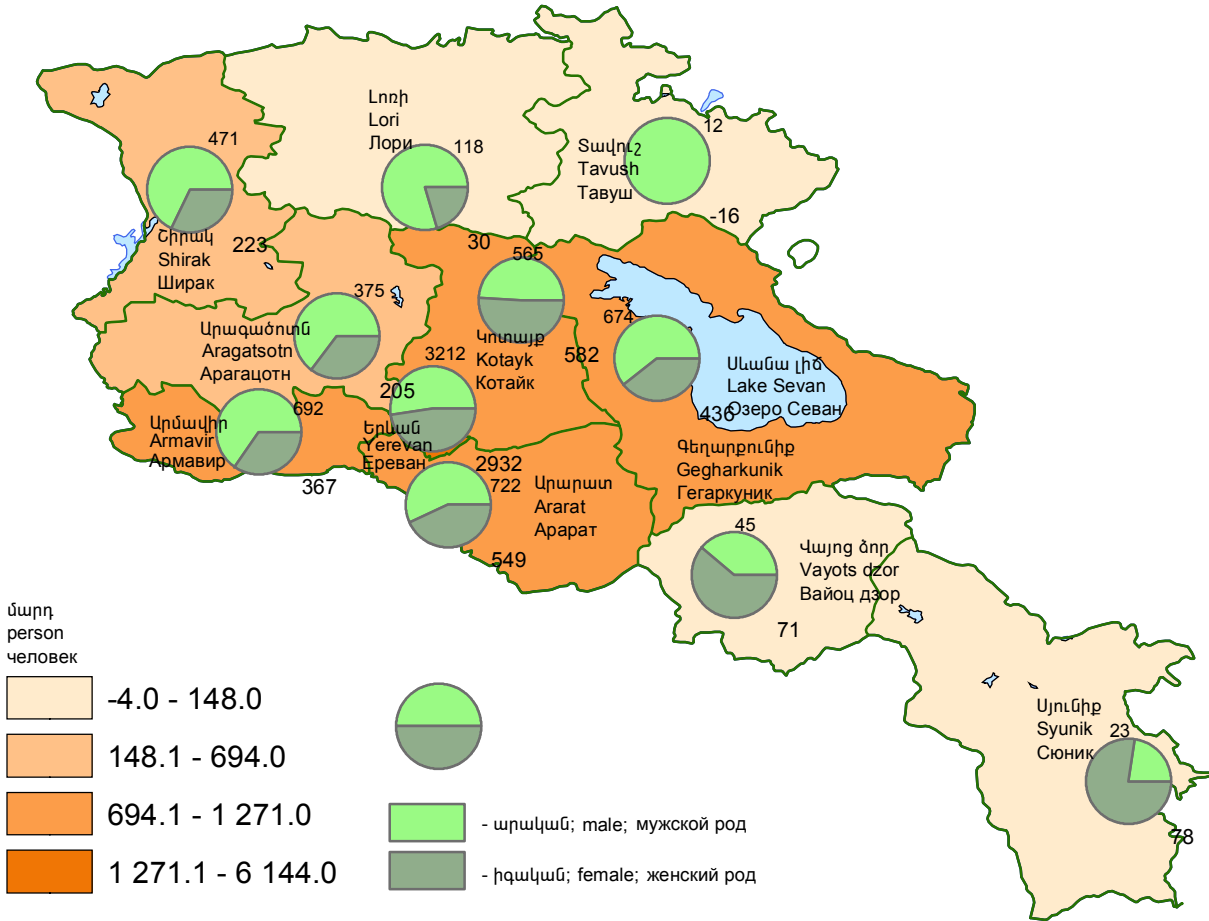 471
Շիրակ
Shirak
Ширак
223
Լոռի
Lori
Лори
118
30
Տավուշ
Tavush
Тавуш
12
-16
375
Արագածոտն
Aragatsotn
Арагацотн
205
565
Կոտայք
Kotayk
Котайк
582
674
Սևանա լիճ
Lake Sevan
Озеро Севан
436
Գեղարքունիք
Gegharkunik
Гегаркуник
692
Արմավիր
Armavir
Армавир
367
3212
Երևան
Yerevan
Ереван
2932
722
Արարատ
Ararat
Арарат
549
45
Վայոց ձոր
Vayots dzor
Вайоц дзор
71
Սյունիք
Syunik
Сюник
23
78
մարդ
person
человек
-4.0 - 148.0
148.1 - 694.0
694.1 - 1 271.0
1 271.1 - 6 144.0
- արական; male; мужской род
- իգական; female; женский род